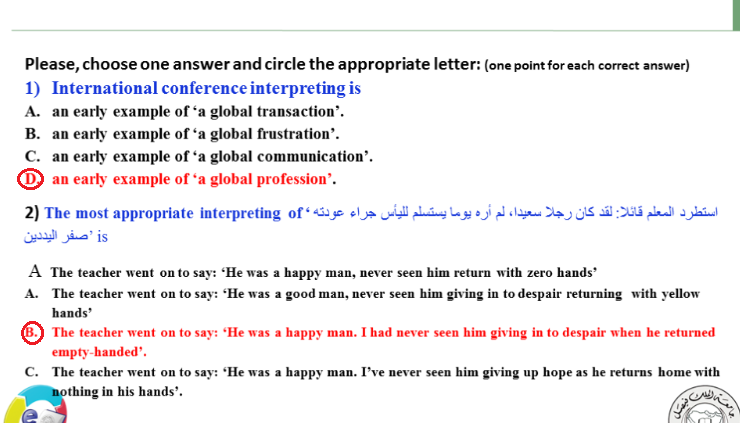 Please, choose one answer and circle the appropriate letter: (one point for each correct answer)
1) International conference interpreting is
A. an early example of ‘a global transaction’.
B. an early example of ‘a global frustration’.
C. an early example of ‘a global communication’.
D. an early example of ‘a global profession’.
2) The most appropriate interpreting of ‘ استطرد المعلم قائلا: لقد كان رجلا سعيدا، لم أره يوما يستسلم لليأس جراء عودته
صفر اليدين’ is
A The teacher went on to say: ‘He was a happy man, never seen him return with zero hands’
A. The teacher went on to say: ‘He was a good man, never seen him giving in to despair returning with yellow
hands’
B. The teacher went on to say: ‘He was a happy man. I had never seen him giving in to despair when he returned
empty-handed’.
C. The teacher went on to say: ‘He was a happy man. I’ve never seen him giving up hope as he returns home with
nothing in his hands’.
e